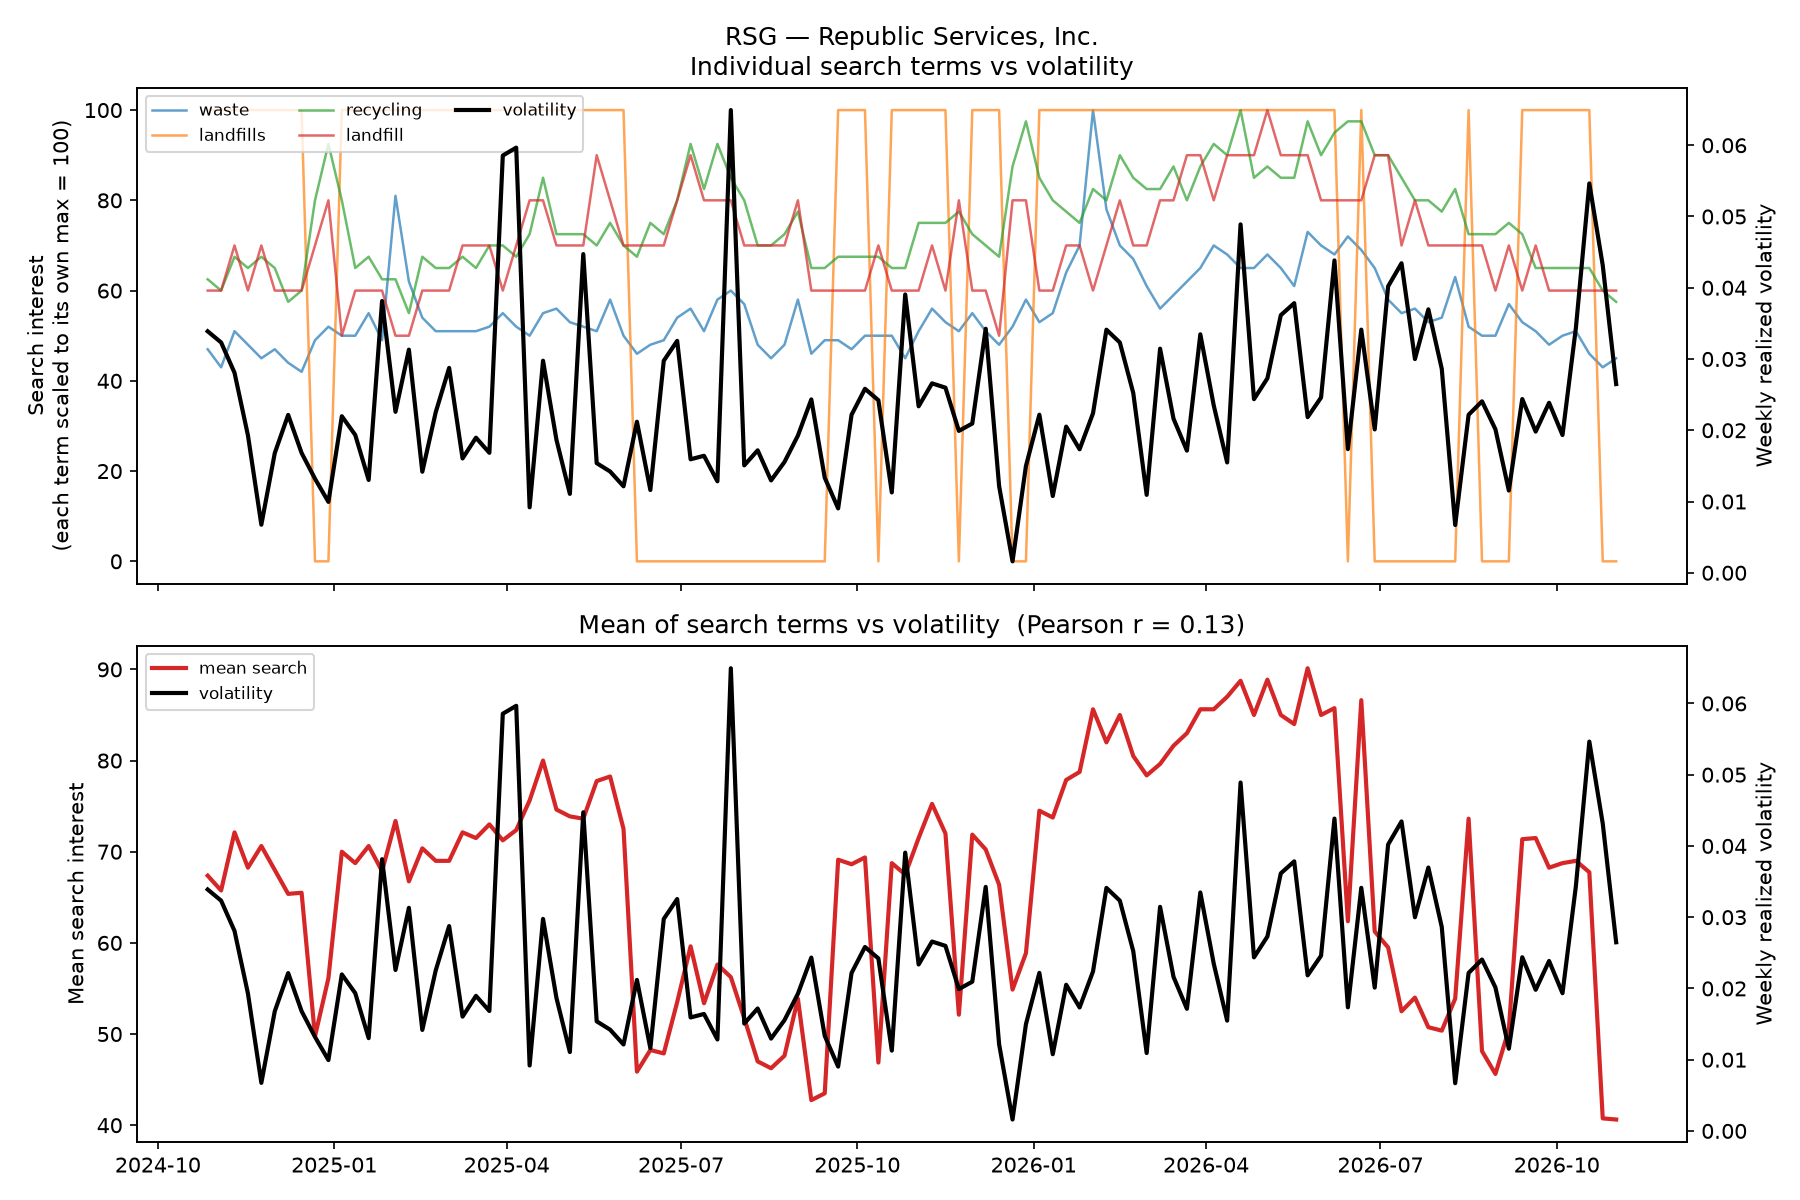 RSG — Republic Services, Inc.
Individual search terms vs volatility
waste
landfills
recycling
landfill
volatility
Search interest
(each term scaled to its own max = 100)
100
80
60
40
20
0
Weekly realized volatility
0.06
0.05
0.04
0.03
0.02
0.01
0.00
Mean of search terms vs volatility (Pearson r = 0.13)
mean search
volatility
Mean search interest
90
80
70
60
50
40
Weekly realized volatility
0.06
0.05
0.04
0.03
0.02
0.01
0.00
2024-10 2025-01 2025-04 2025-07 2025-10 2026-01 2026-04 2026-07 2026-10